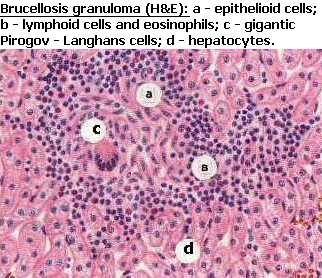 Brucellosis granuloma (H&E): a - epithelioid cells;
b - lymphoid cells and eosinophils; c - gigantic
Pirogov - Langhans cells; d - hepatocytes.
a
c
a
d